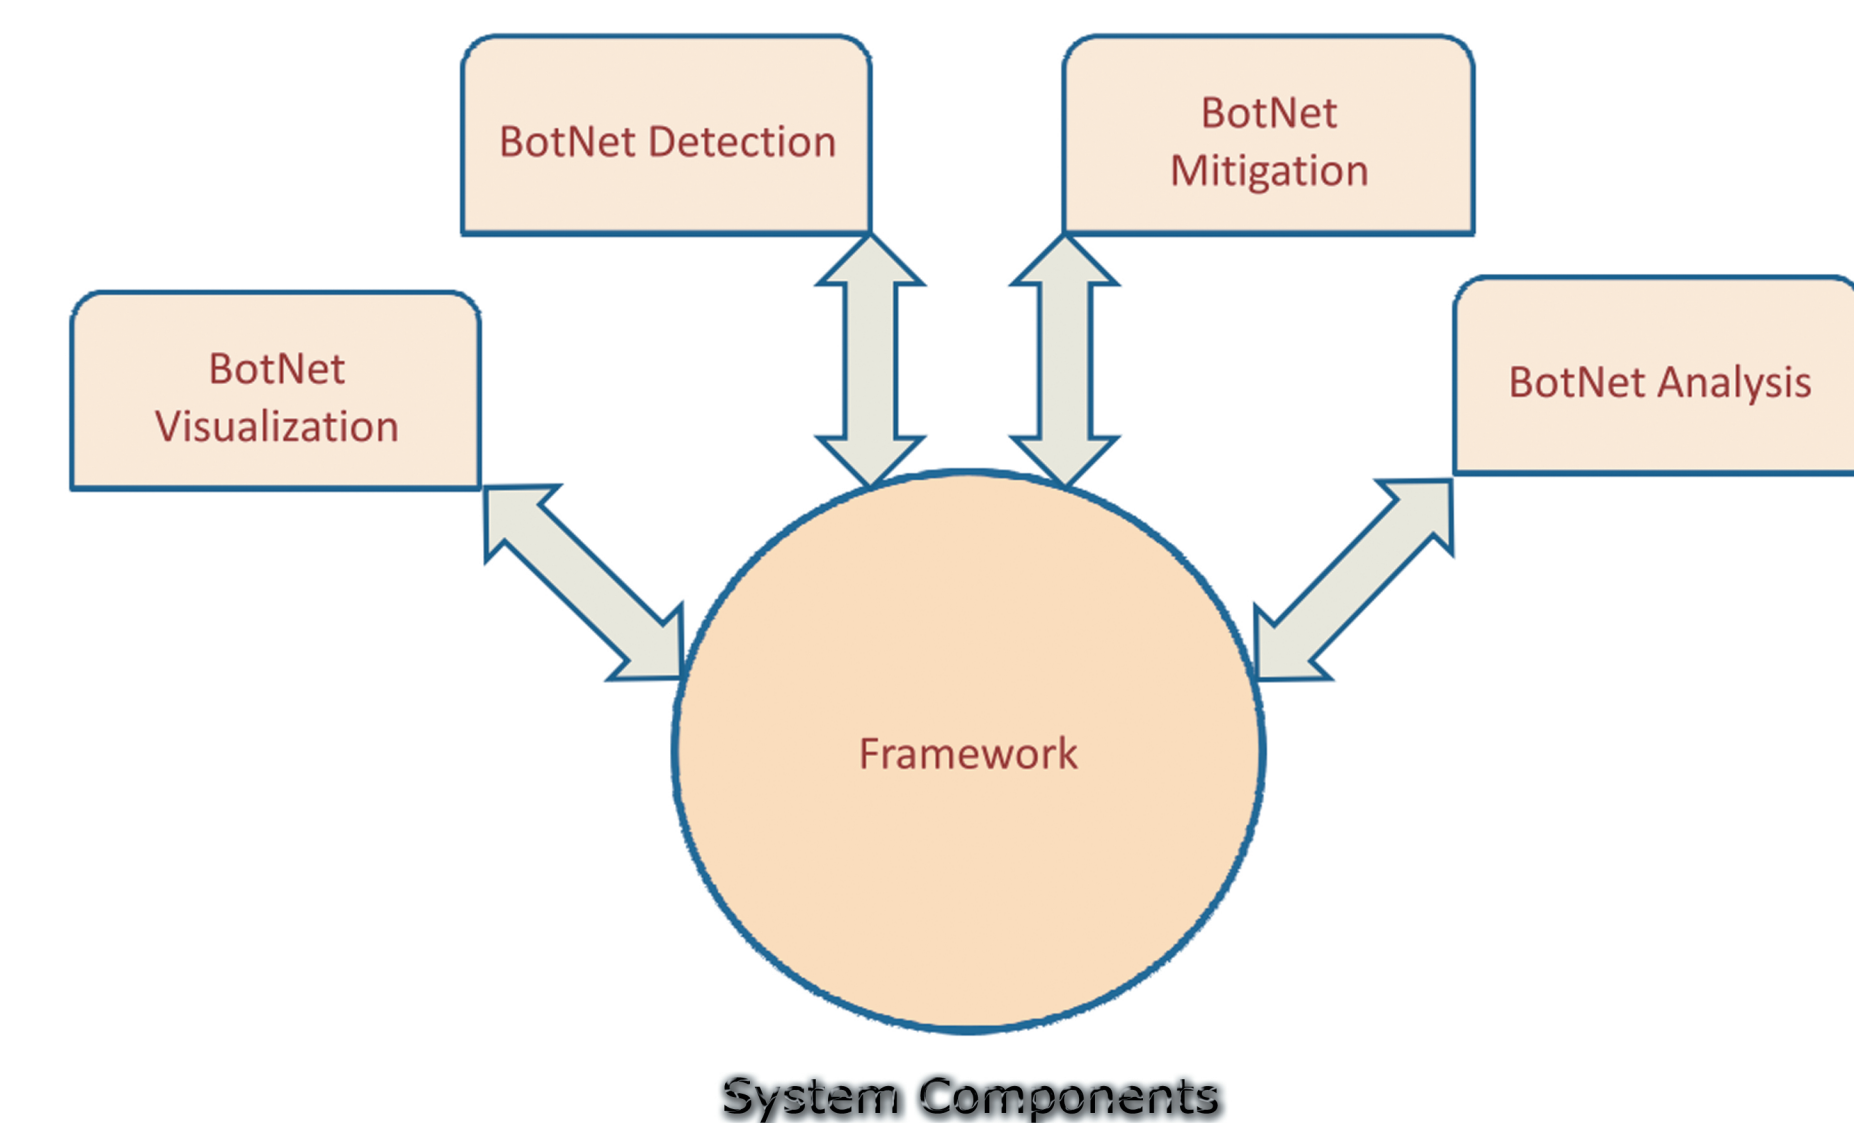 BotNet Detection
BotNet
Mitigation
BotNet
Visualization
BotNet Analysis
Framework
System Components